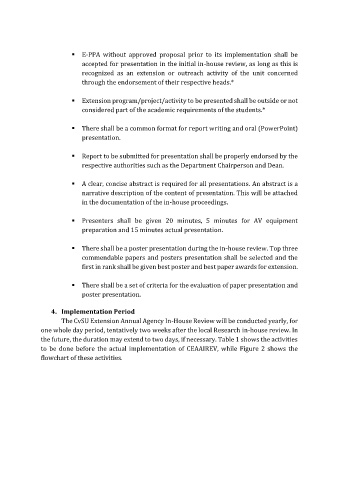 ▪ E-PPA without approved proposal prior to its implementation shall be
accepted for presentation in the initial in-house review, as long as this is
recognized as an extension or outreach activity of the unit concerned
through the endorsement of their respective heads.*
▪ Extension program/project/activity to be presented shall be outside or not
considered part of the academic requirements of the students.*
▪ There shall be a common format for report writing and oral (PowerPoint)
presentation.
▪ Report to be submitted for presentation shall be properly endorsed by the
respective authorities such as the Department Chairperson and Dean.
▪ A clear, concise abstract is required for all presentations. An abstract is a
narrative description of the content of presentation. This will be attached
in the documentation of the in-house proceedings.
▪ Presenters shall be given 20 minutes, 5 minutes for AV equipment
preparation and 15 minutes actual presentation.
▪ There shall be a poster presentation during the in-house review. Top three
commendable papers and posters presentation shall be selected and the
first in rank shall be given best poster and best paper awards for extension.
▪ There shall be a set of criteria for the evaluation of paper presentation and
poster presentation.
4. Implementation Period
The CvSU Extension Annual Agency In-House Review will be conducted yearly, for
one whole day period, tentatively two weeks after the local Research in-house review. In
the future, the duration may extend to two days, if necessary. Table 1 shows the activities
to be done before the actual implementation of CEAAIREV, while Figure 2 shows the
flowchart of these activities.